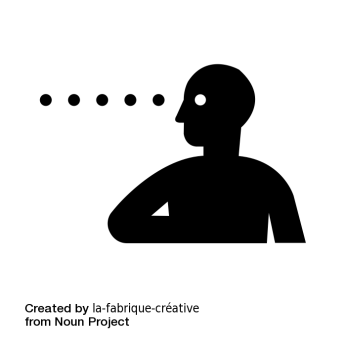 Created by la-fabrique-créative
from Noun Project